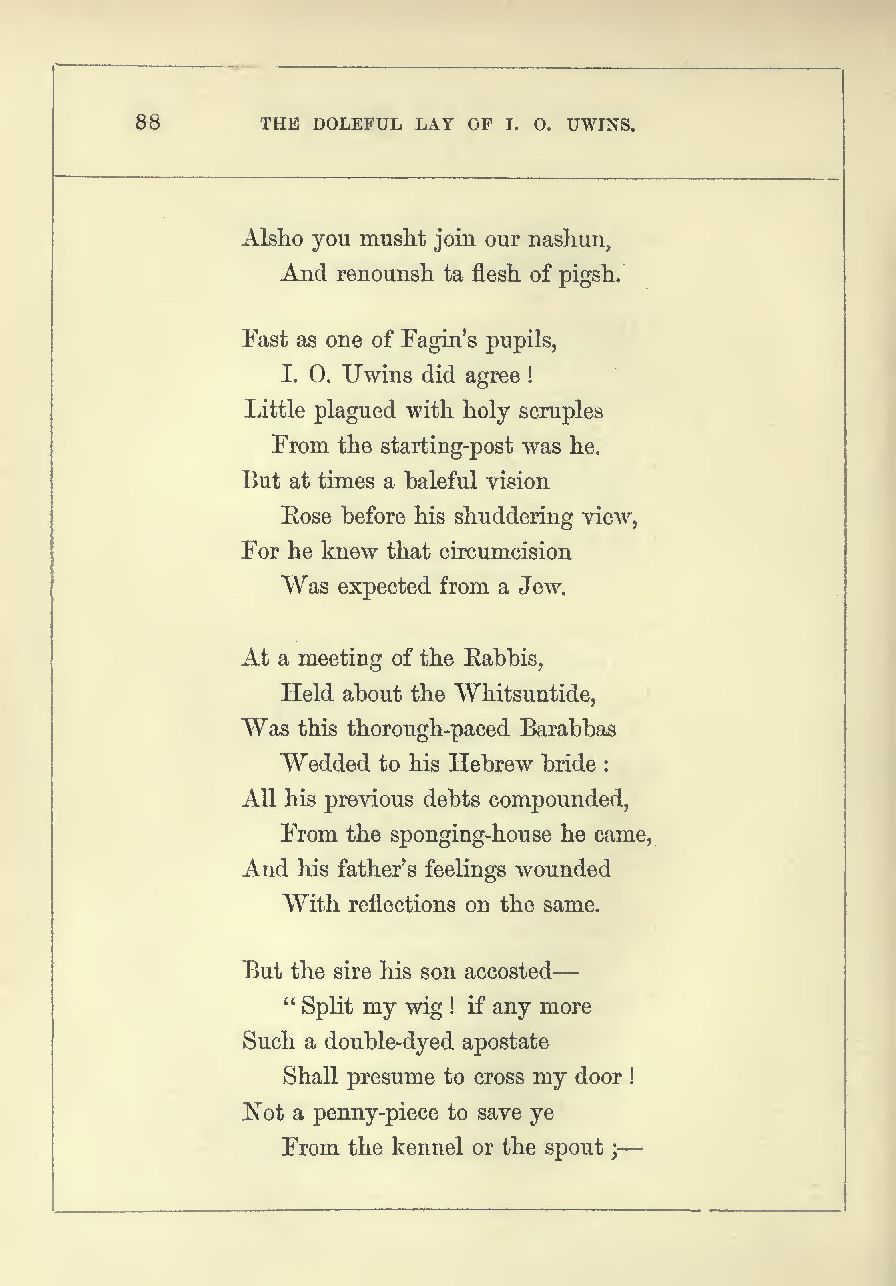 88 THE DOLEFUL LAY OF I. O. UWINS.
Alsho you musht join our nashun,
And renounsh ta flesh of pigsh.
Fast as one of Fagin's pupils,
I. O. Uwins did agree !
Little plagued with holy scruples
From the starting-post was he.
But at times a baleful vision
Rose before his shuddering view,
For he knew that circumcision
Was expected from a Jew.
At a meeting of the Rabbis,
Held about the Whitsuntide,
Was this thorough-paced Barabbas
Wedded to his Hebrew bride :
All his previous debts compounded,
From the sponging-house he came,
And his father's feelings wounded
With reflections on the same.
But the sire his son accosted—
“ Split my wig ! if any more
Such a double-dyed apostate
Shall presume to cross my door !
Not a penny-piece to save ye
From the kennel or the spout ;—